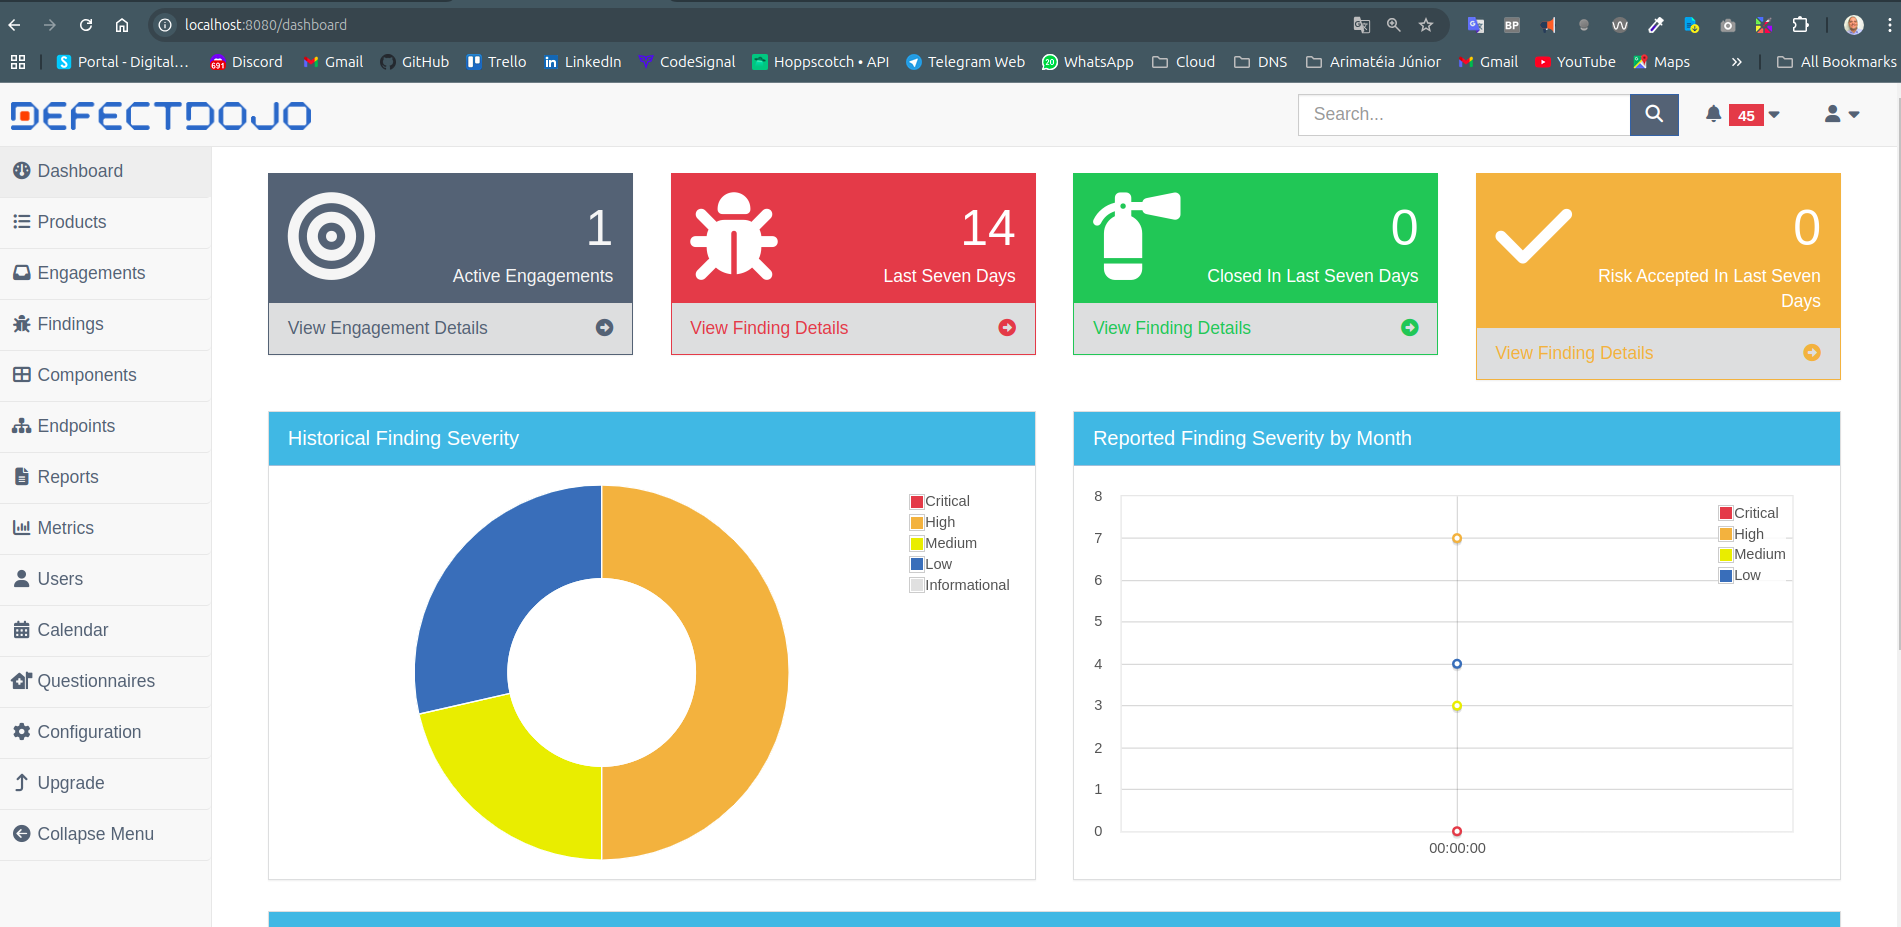 localhost:8080/dashboard
BP
Portal - Digital...
691
Discord
Gmail
GitHub
Trello
LinkedIn
CodeSignal
Hoppscotch • API
Telegram Web
20
WhatsApp
Cloud
DNS
Arimatéia Júnior
Gmail
YouTube
Maps
»
All Bookmarks
DEFECTDOJO
Search...
45
Dashboard
Products
Engagements
Findings
Components
Endpoints
Reports
Metrics
Users
Calendar
Questionnaires
Configuration
Upgrade
Collapse Menu
1
Active Engagements
View Engagement Details
14
Last Seven Days
View Finding Details
0
Closed In Last Seven Days
View Finding Details
0
Risk Accepted In Last Seven
Days
View Finding Details
Historical Finding Severity
Critical
High
Medium
Low
Informational
Reported Finding Severity by Month
8
7
6
5
4
3
2
1
0
00:00:00
Critical
High
Medium
Low